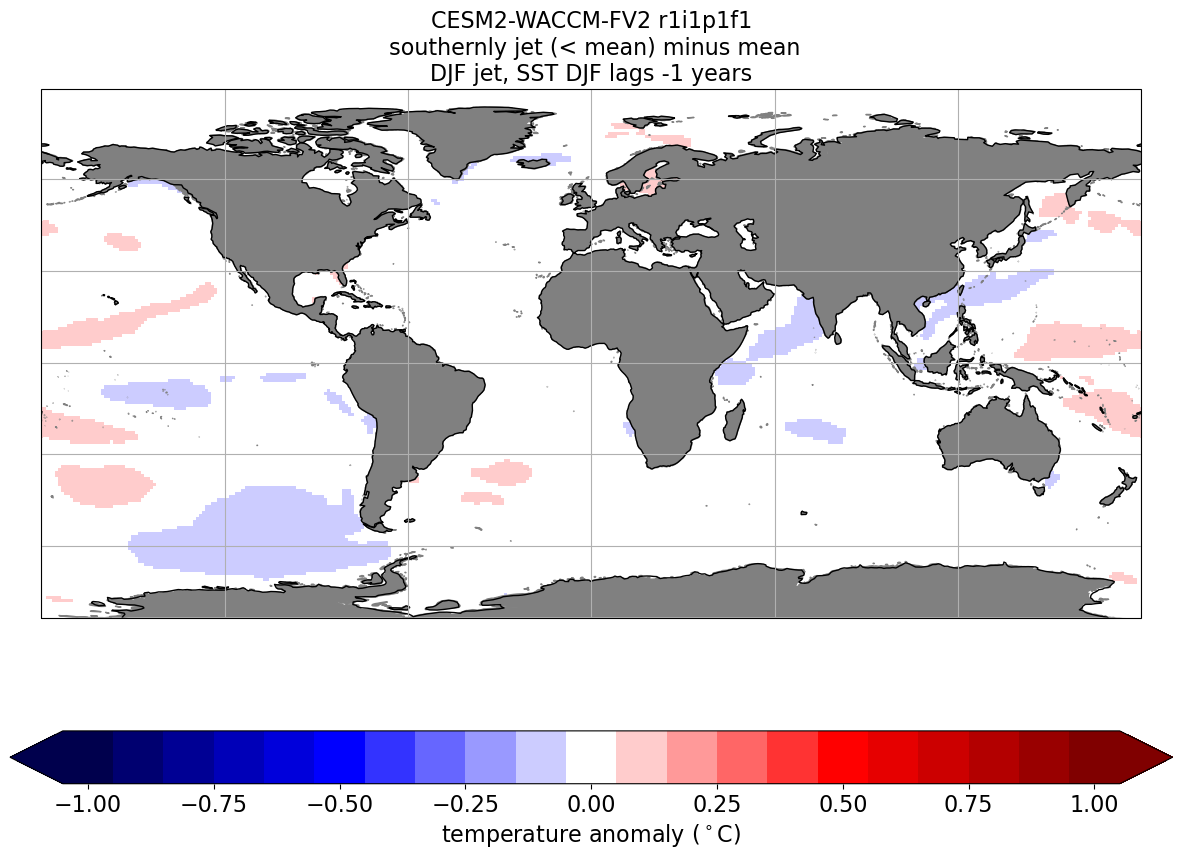 CESM2-WACCM-FV2 r1i1p1f1
southernly jet (< mean) minus mean
DJF jet, SST DJF lags -1 years
−1.00 −0.75 −0.50 −0.25 0.00 0.25 0.50 0.75 1.00
temperature anomaly (°C)